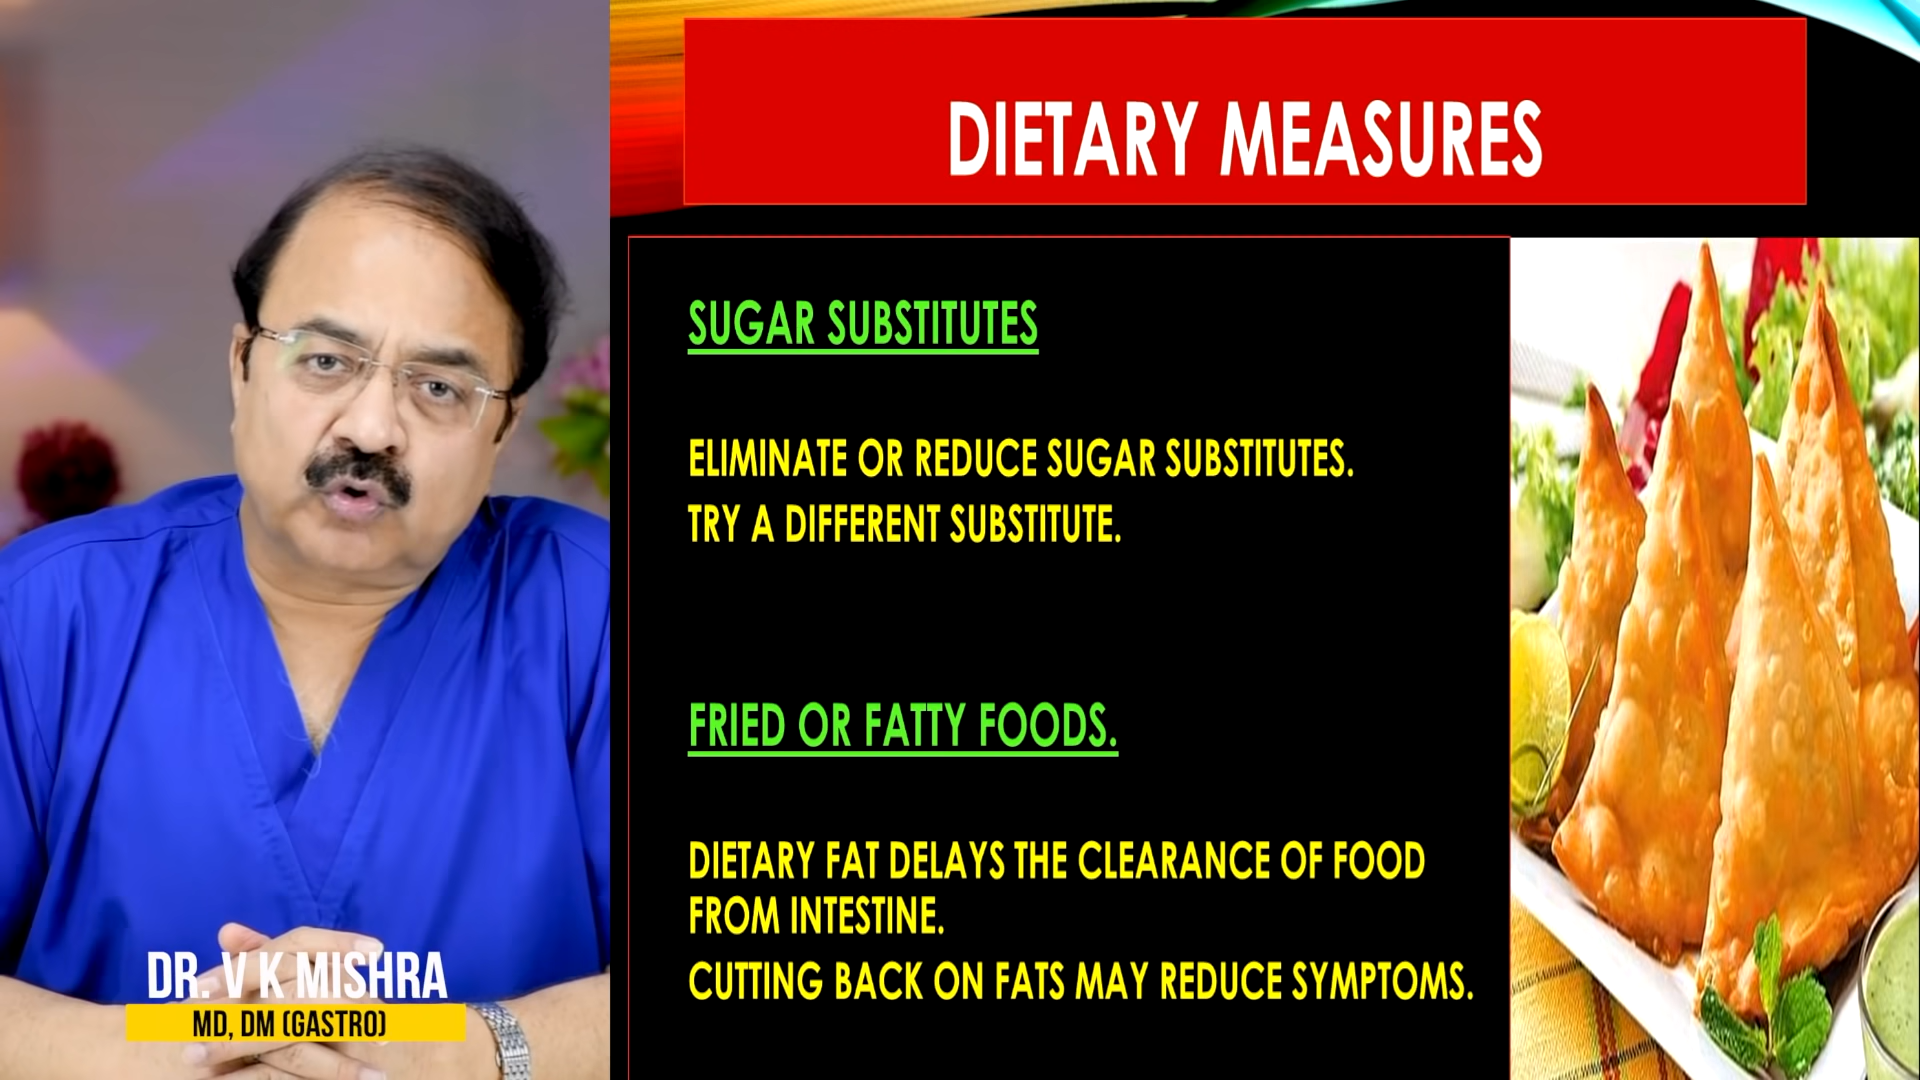 DIETARY MEASURES
SUGAR SUBSTITUTES
ELIMINATE OR REDUCE SUGAR SUBSTITUTES.
TRY A DIFFERENT SUBSTITUTE.
FRIED OR FATTY FOODS.
DIETARY FAT DELAYS THE CLEARANCE OF FOOD
FROM INTESTINE.
CUTTING BACK ON FATS MAY REDUCE SYMPTOMS.
DR. V K MISHRA
MD, DM (GASTRO)